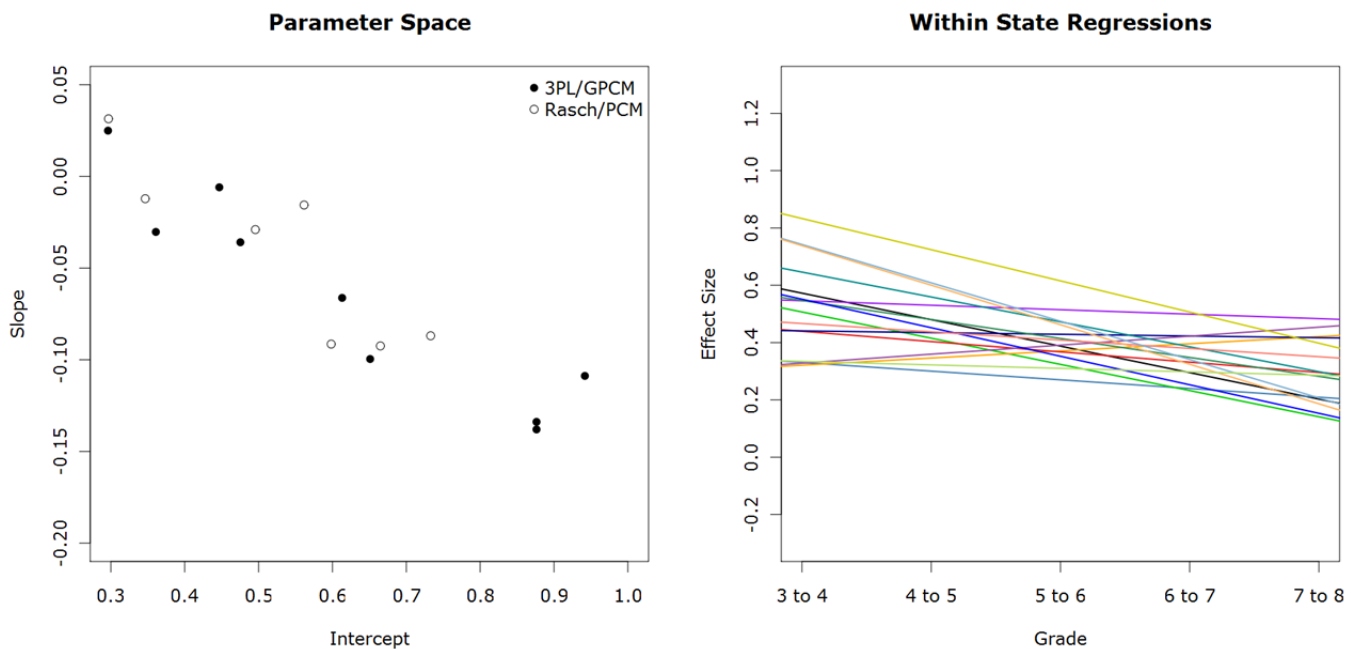 Parameter Space
3PL/GPCM
Rasch/PCM
0.05
0.00
-0.05
-0.10
-0.15
-0.20
Slope
0.3 0.4 0.5 0.6 0.7 0.8 0.9 1.0
Intercept
Within State Regressions
1.2
1.0
0.8
0.6
0.4
0.2
0.0
-0.2
Effect Size
3 to 4 4 to 5 5 to 6 6 to 7 7 to 8
Grade